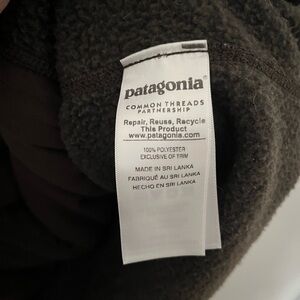 patagonia®
COMMON THREADS
PARTNERSHIP
Repair, Reuse, Recycle
This Product
www.patagonia.com
100% POLYESTER
EXCLUSIVE OF TRIM
MADE IN SRI LANKA
FABRIQUÉ AU SRI LANKA
HECHO EN SRI LANKA